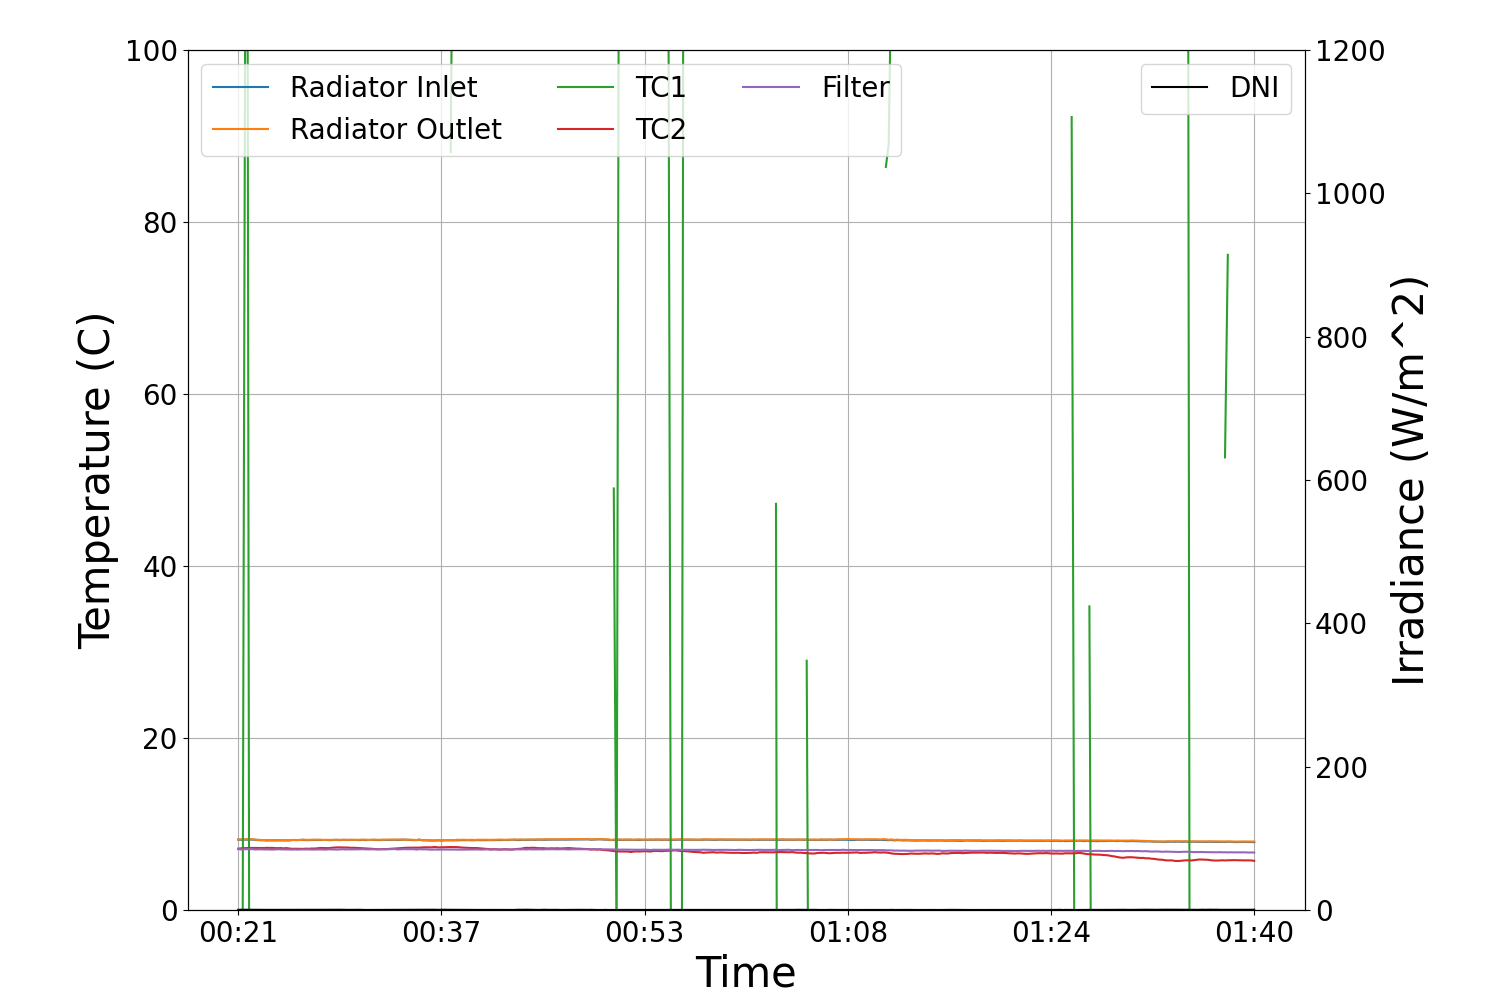 100
80
60
40
20
0
Temperature (C)
Radiator Inlet
Radiator Outlet
TC1
TC2
Filter
DNI
1200
1000
800
600
400
200
0
Irradiance (W/m^2)
00:21
00:37
00:53
01:08
01:24
01:40
Time